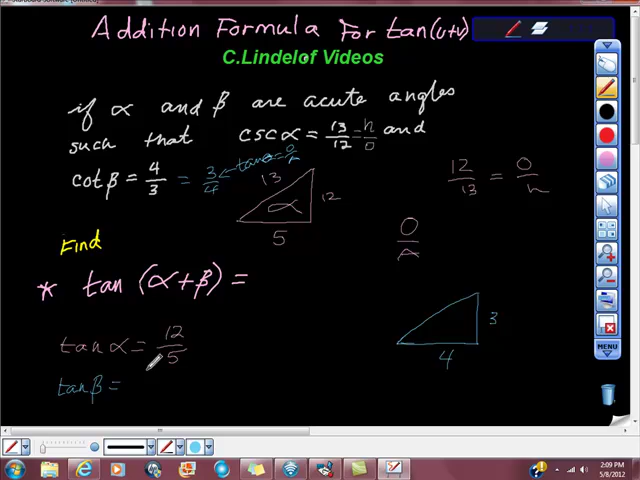 Addition Formula For tan(u+v)
C.Lindelof Videos
if α and β are acute angles
such that csc α = 13/12 = h/o and
cot β = 4/3 = 3/4 ← tan = o/A
13
12
α
5
12/13 = O/h
O/A
Find
* tan (α+β) =
3
4
tan α = 12/5
tan β =
MENU
2:09 PM
5/8/2012